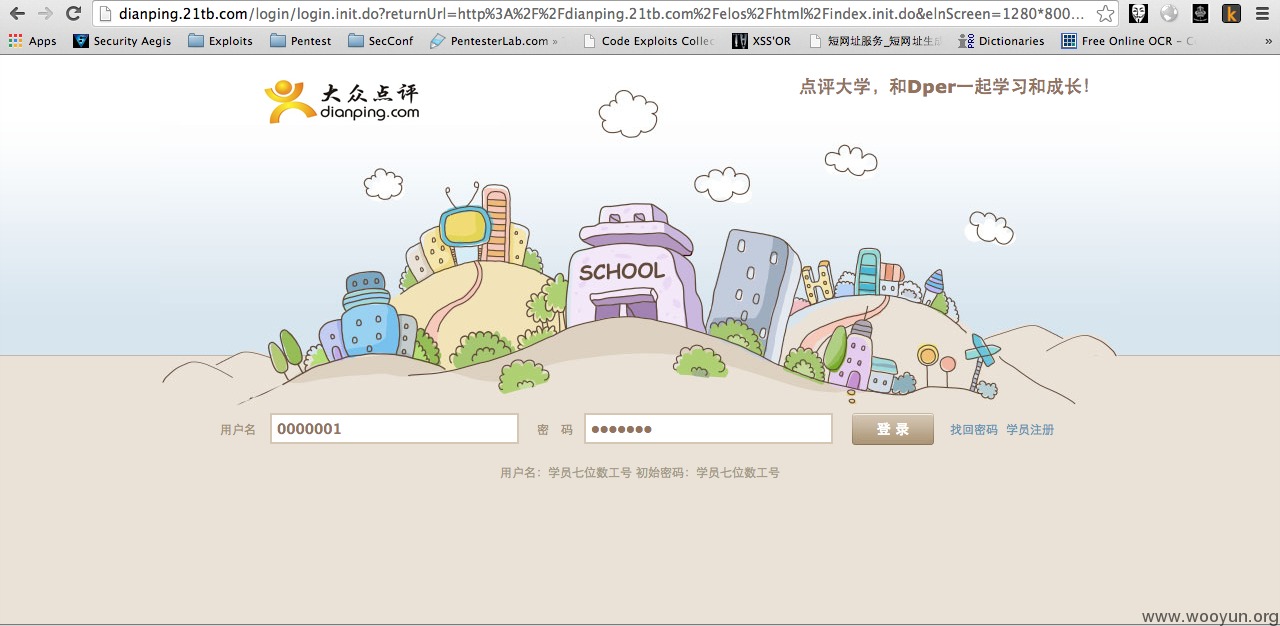 dianping.21tb.com/login/login.init.do?returnUrl=http%3A%2F%2Fdianping.21tb.com%2Felos%2Fhtml%2Findex.init.do&elnScreen=1280*800...
Apps Security Aegis Exploits Pentest SecConf Code Exploits Collec XSS'OR 短网址服务_短网址生 Dictionaries Free Online OCR - C »
大众点评
dianping.com
点评大学，和Dper一起学习和成长！
SCHOOL
用户名 0000001 密 码 ●●●●●●● 登 录 找回密码 学员注册
用户名：学员七位数工号 初始密码：学员七位数工号
www.wooyun.org